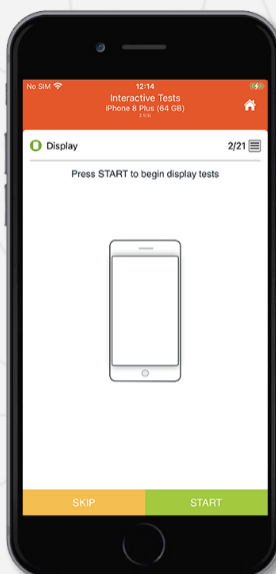 No SIM 12:14
Interactive Tests
iPhone 8 Plus (64 GB)
Display 2/21
Press START to begin display tests
SKIP START